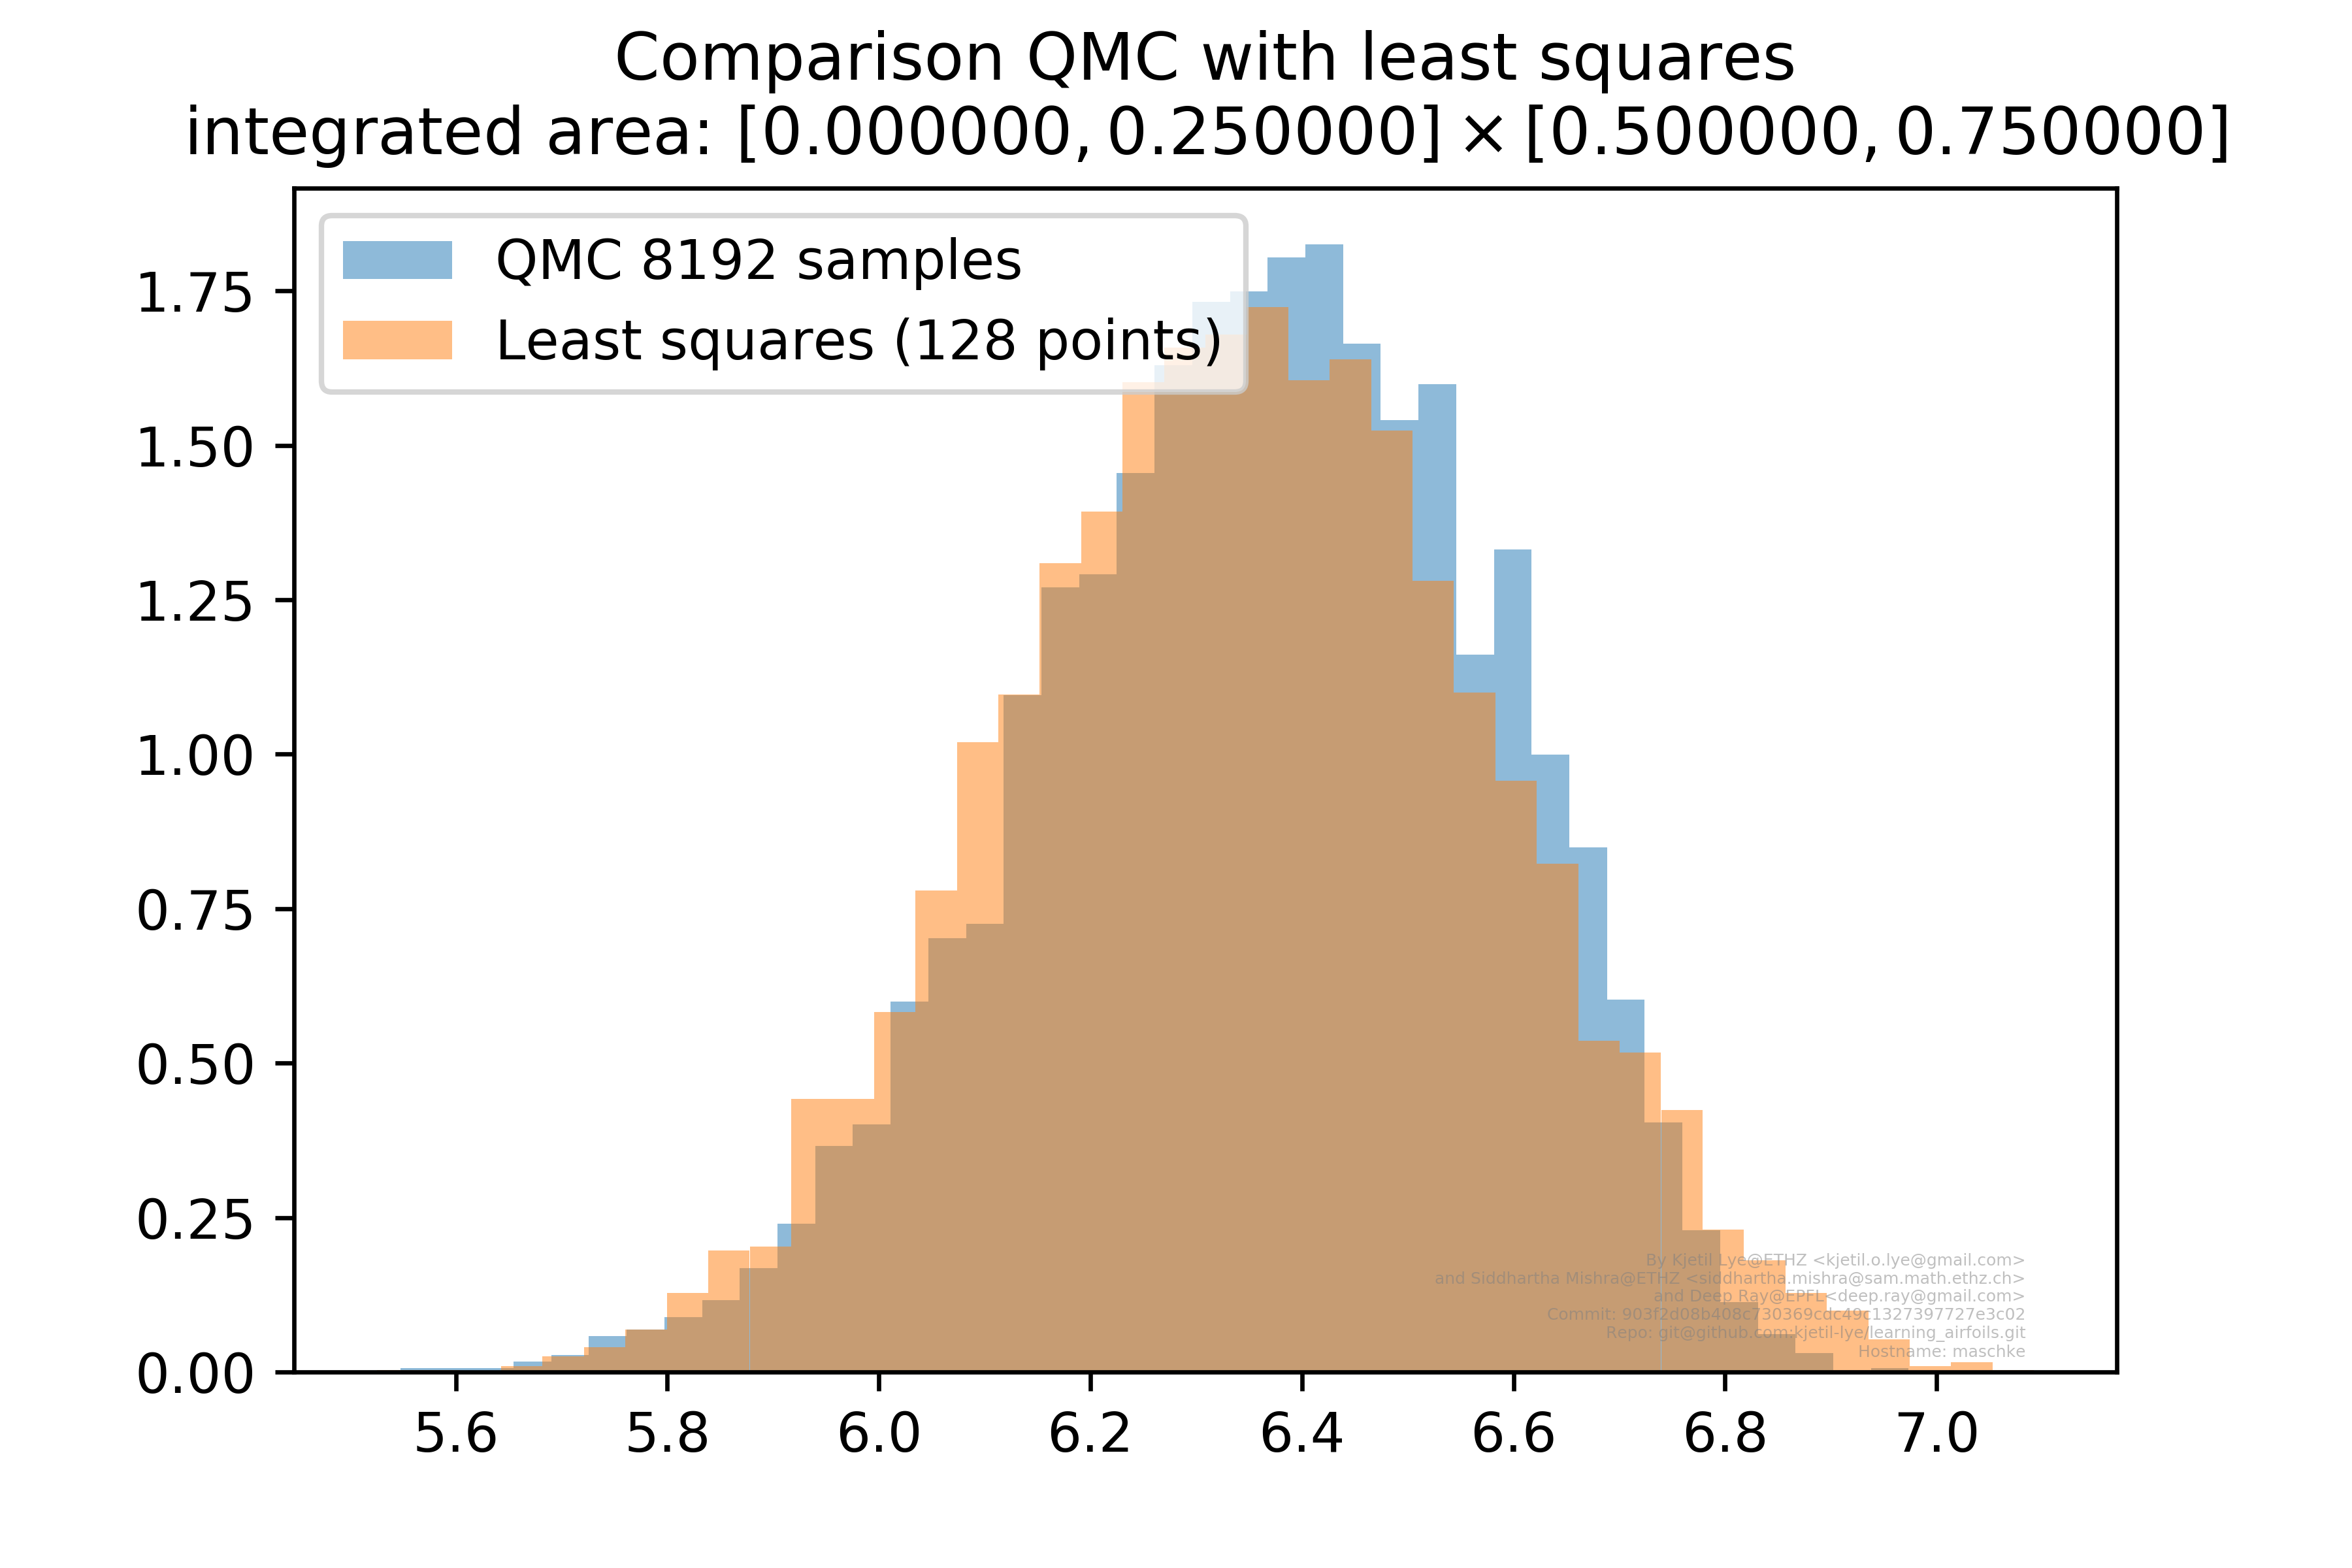 Comparison QMC with least squares
integrated area: [0.000000, 0.250000] × [0.500000, 0.750000]
QMC 8192 samples
Least squares (128 points)
1.75
1.50
1.25
1.00
0.75
0.50
0.25
0.00
5.6 5.8 6.0 6.2 6.4 6.6 6.8 7.0
By Kjetil Lye@ETHZ <kjetil.o.lye@gmail.com>
and Siddhartha Mishra@ETHZ <siddhartha.mishra@sam.math.ethz.ch>
and Deep Ray@EPFL<deep.ray@gmail.com>
Commit: 903f2d08b408c730369cdc49c1327397727e3c02
Repo: git@github.com:kjetil-lye/learning_airfoils.git
Hostname: maschke